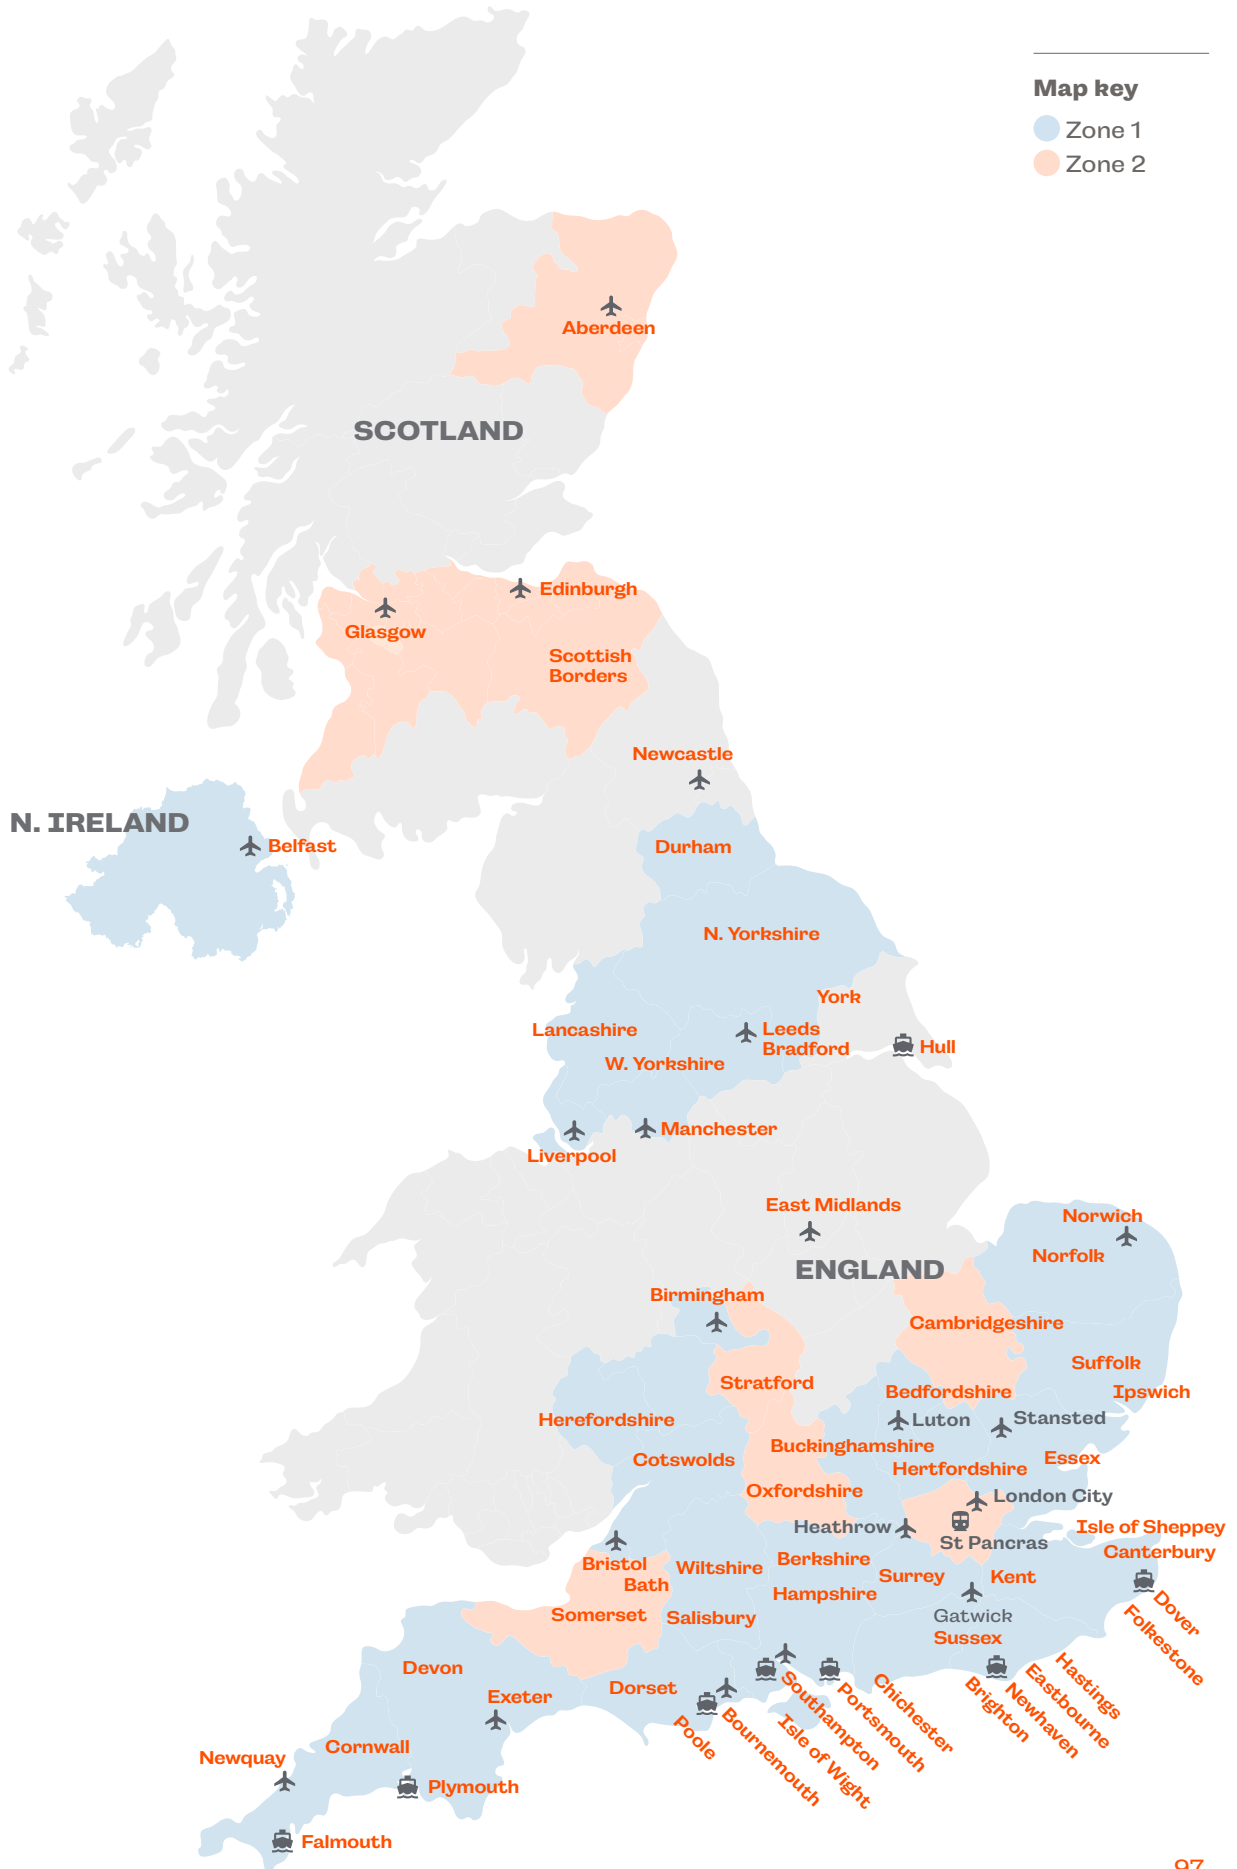 Map key
Zone 1
Zone 2
Aberdeen
SCOTLAND
Edinburgh
Glasgow
Scottish
Borders
Newcastle
N. IRELAND
Belfast
Durham
N. Yorkshire
York
Lancashire
Leeds
Bradford
Hull
W. Yorkshire
Manchester
Liverpool
East Midlands
Norwich
Norfolk
ENGLAND
Birmingham
Cambridgeshire
Suffolk
Stratford
Bedfordshire
Ipswich
Herefordshire
Luton
Stansted
Buckinghamshire
Cotswolds
Essex
Hertfordshire
Oxfordshire
London City
Heathrow
Isle of Sheppey
St Pancras
Canterbury
Bristol
Berkshire
Wiltshire
Surrey
Kent
Bath
Hampshire
Dover
Folkestone
Somerset
Salisbury
Gatwick
Sussex
Devon
Dorset
Exeter
Hastings
Eastbourne
Newhaven
Brighton
Chichester
Portsmouth
Southampton
Isle of Wight
Bournemouth
Poole
Cornwall
Newquay
Plymouth
Falmouth
97